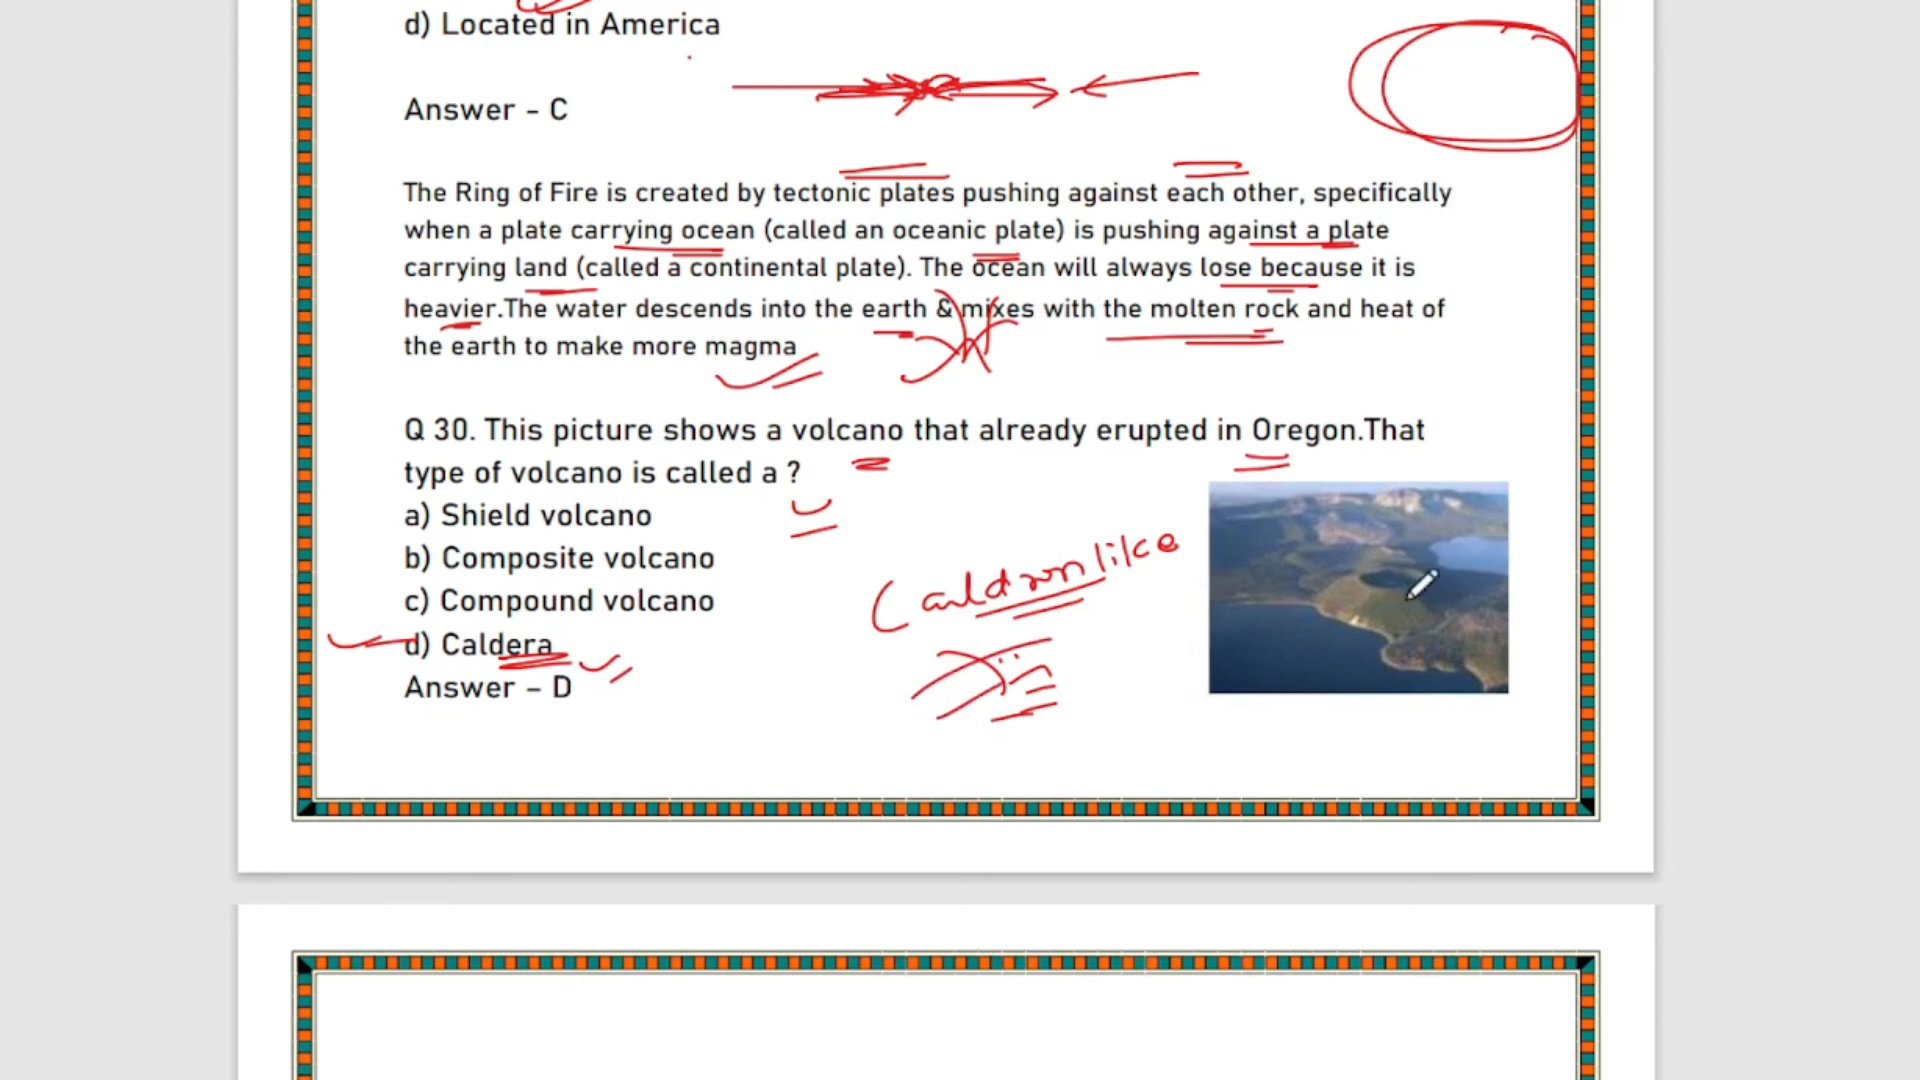 d) Located in America
Answer - C
The Ring of Fire is created by tectonic plates pushing against each other, specifically
when a plate carrying ocean (called an oceanic plate) is pushing against a plate
carrying land (called a continental plate). The ocean will always lose because it is
heavier.The water descends into the earth & mixes with the molten rock and heat of
the earth to make more magma
Q 30. This picture shows a volcano that already erupted in Oregon.That
type of volcano is called a ?
a) Shield volcano
b) Composite volcano
c) Compound volcano
Cauldron like
d) Caldera
Answer – D